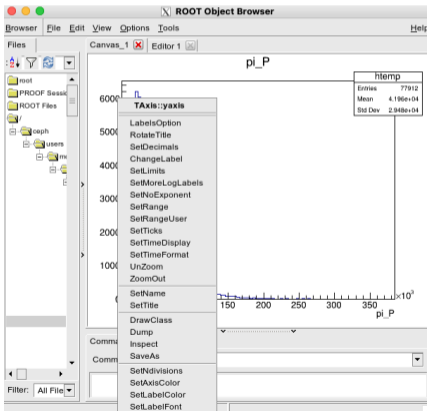 ROOT Object Browser
Browser File Edit View Options Tools Help
Files
Canvas_1 Editor 1
root
PROOF Sessi
ROOT Files
/
ceph
users
pi_P
htemp
Entries 77912
Mean 4.196e+04
Std Dev 2.948e+04
6000
5000
3000
2000
1000
150 200 250 300 350 ×10³
pi_P
TAxis::yaxis
LabelsOption
RotateTitle
SetDecimals
ChangeLabel
SetLimits
SetMoreLogLabels
SetNoExponent
SetRange
SetRangeUser
SetTicks
SetTimeDisplay
SetTimeFormat
UnZoom
ZoomOut
SetName
SetTitle
DrawClass
Dump
Inspect
SaveAs
SetNdivisions
SetAxisColor
SetLabelColor
SetLabelFont
Comma
Comm
Filter: All File